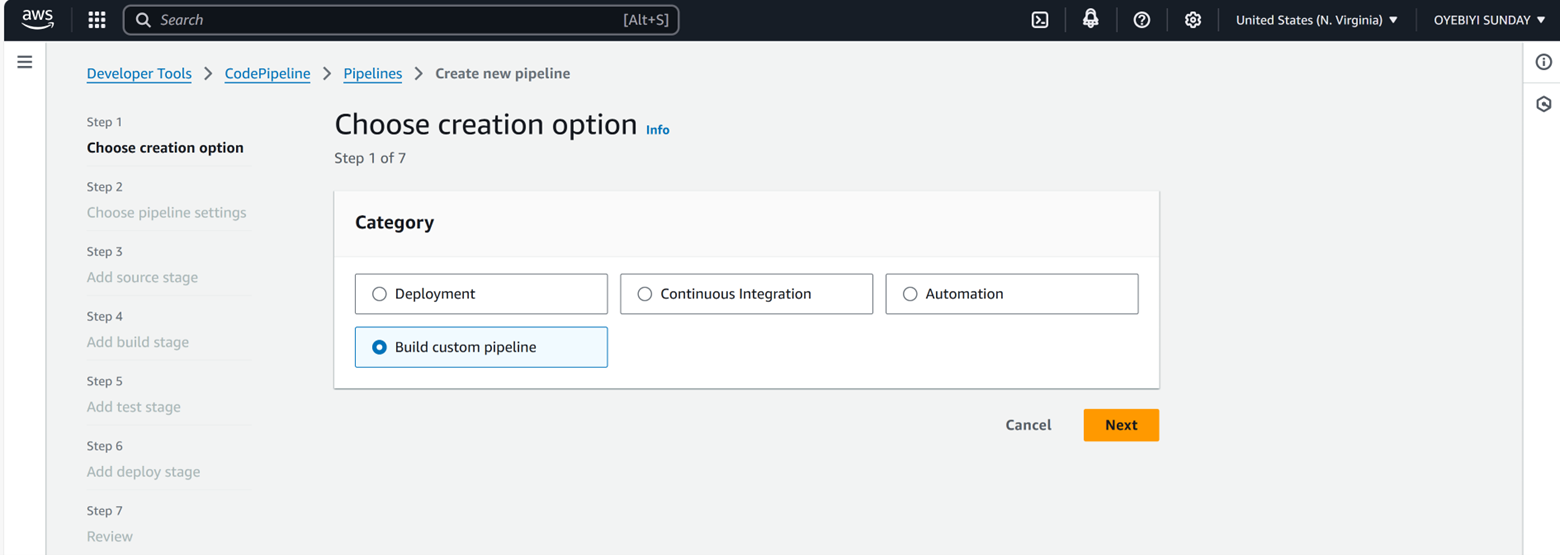 aws Search [Alt+S] United States (N. Virginia) OYEBIYI SUNDAY
Developer Tools > CodePipeline > Pipelines > Create new pipeline
Step 1
Choose creation option
Step 2
Choose pipeline settings
Step 3
Add source stage
Step 4
Add build stage
Step 5
Add test stage
Step 6
Add deploy stage
Step 7
Review
Choose creation option Info
Step 1 of 7
Category
Deployment Continuous Integration Automation
Build custom pipeline
Cancel Next